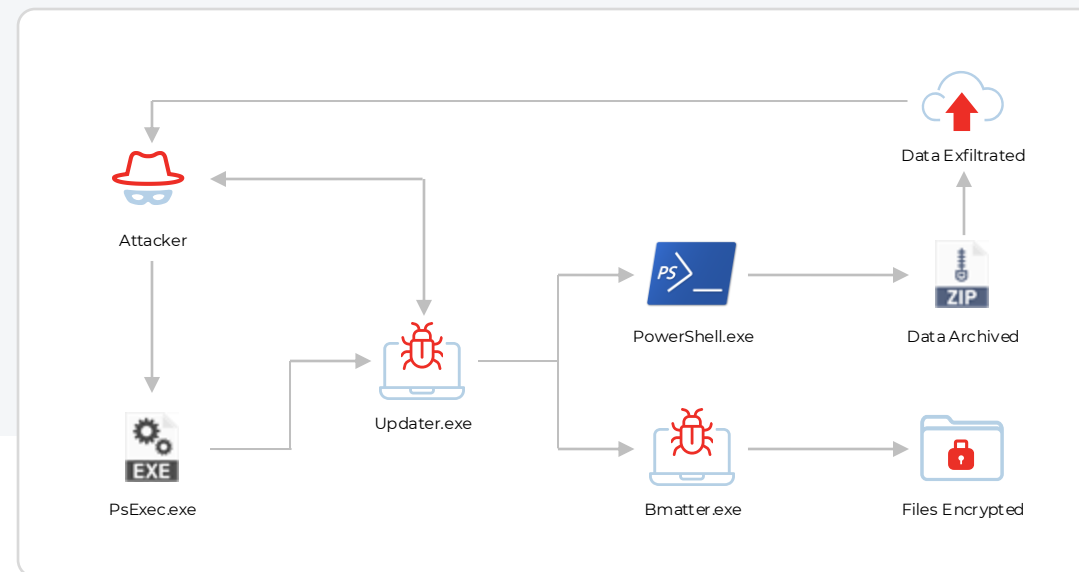 Data Exfiltrated
Attacker
PS
PowerShell.exe
ZIP
Data Archived
Updater.exe
EXE
PsExec.exe
Bmatter.exe
Files Encrypted